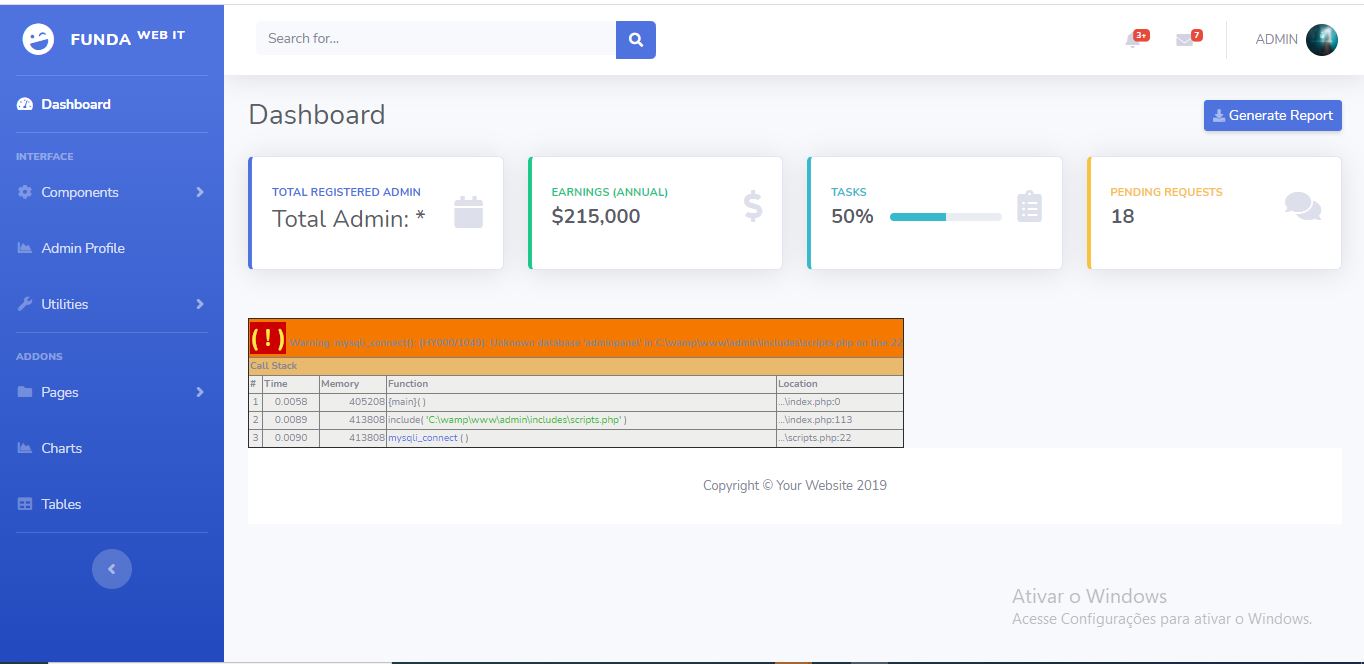 FUNDA WEB IT
Search for...
3+
7
ADMIN
Dashboard
INTERFACE
Components
Admin Profile
Utilities
ADDONS
Pages
Charts
Tables
Dashboard
Generate Report
TOTAL REGISTERED ADMIN
Total Admin: *
EARNINGS (ANNUAL)
$215,000
TASKS
50%
PENDING REQUESTS
18
( ! ) Warning: mysqli_connect(): (HY000/1049): Unknown database 'adminpanel' in C:\wamp\www\admin\includes\scripts.php on line 22
Call Stack
# Time Memory Function Location
1 0.0058 405208 {main}( ) ...\index.php:0
2 0.0089 413808 include( 'C:\wamp\www\admin\includes\scripts.php' ) ...\index.php:113
3 0.0090 413808 mysqli_connect ( ) ...\scripts.php:22
Copyright © Your Website 2019
Ativar o Windows
Acesse Configurações para ativar o Windows.